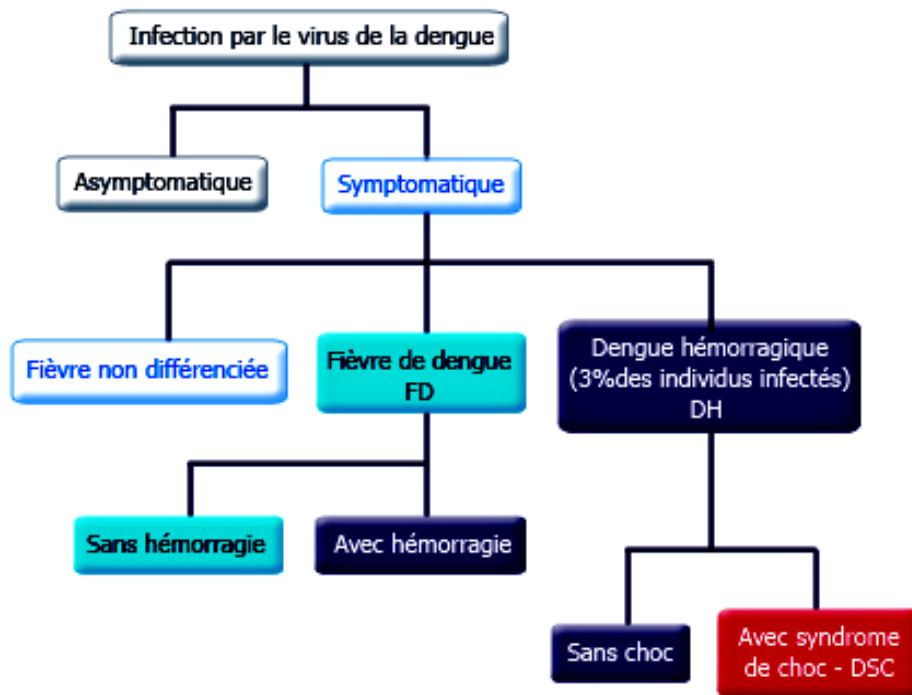 Infection par le virus de la dengue
Asymptomatique
Symptomatique
Fièvre non différenciée
Fièvre de dengue
FD
Dengue hémorragique
(3%des individus infectés)
DH
Sans hémorragie
Avec hémorragie
Sans choc
Avec syndrome
de choc - DSC